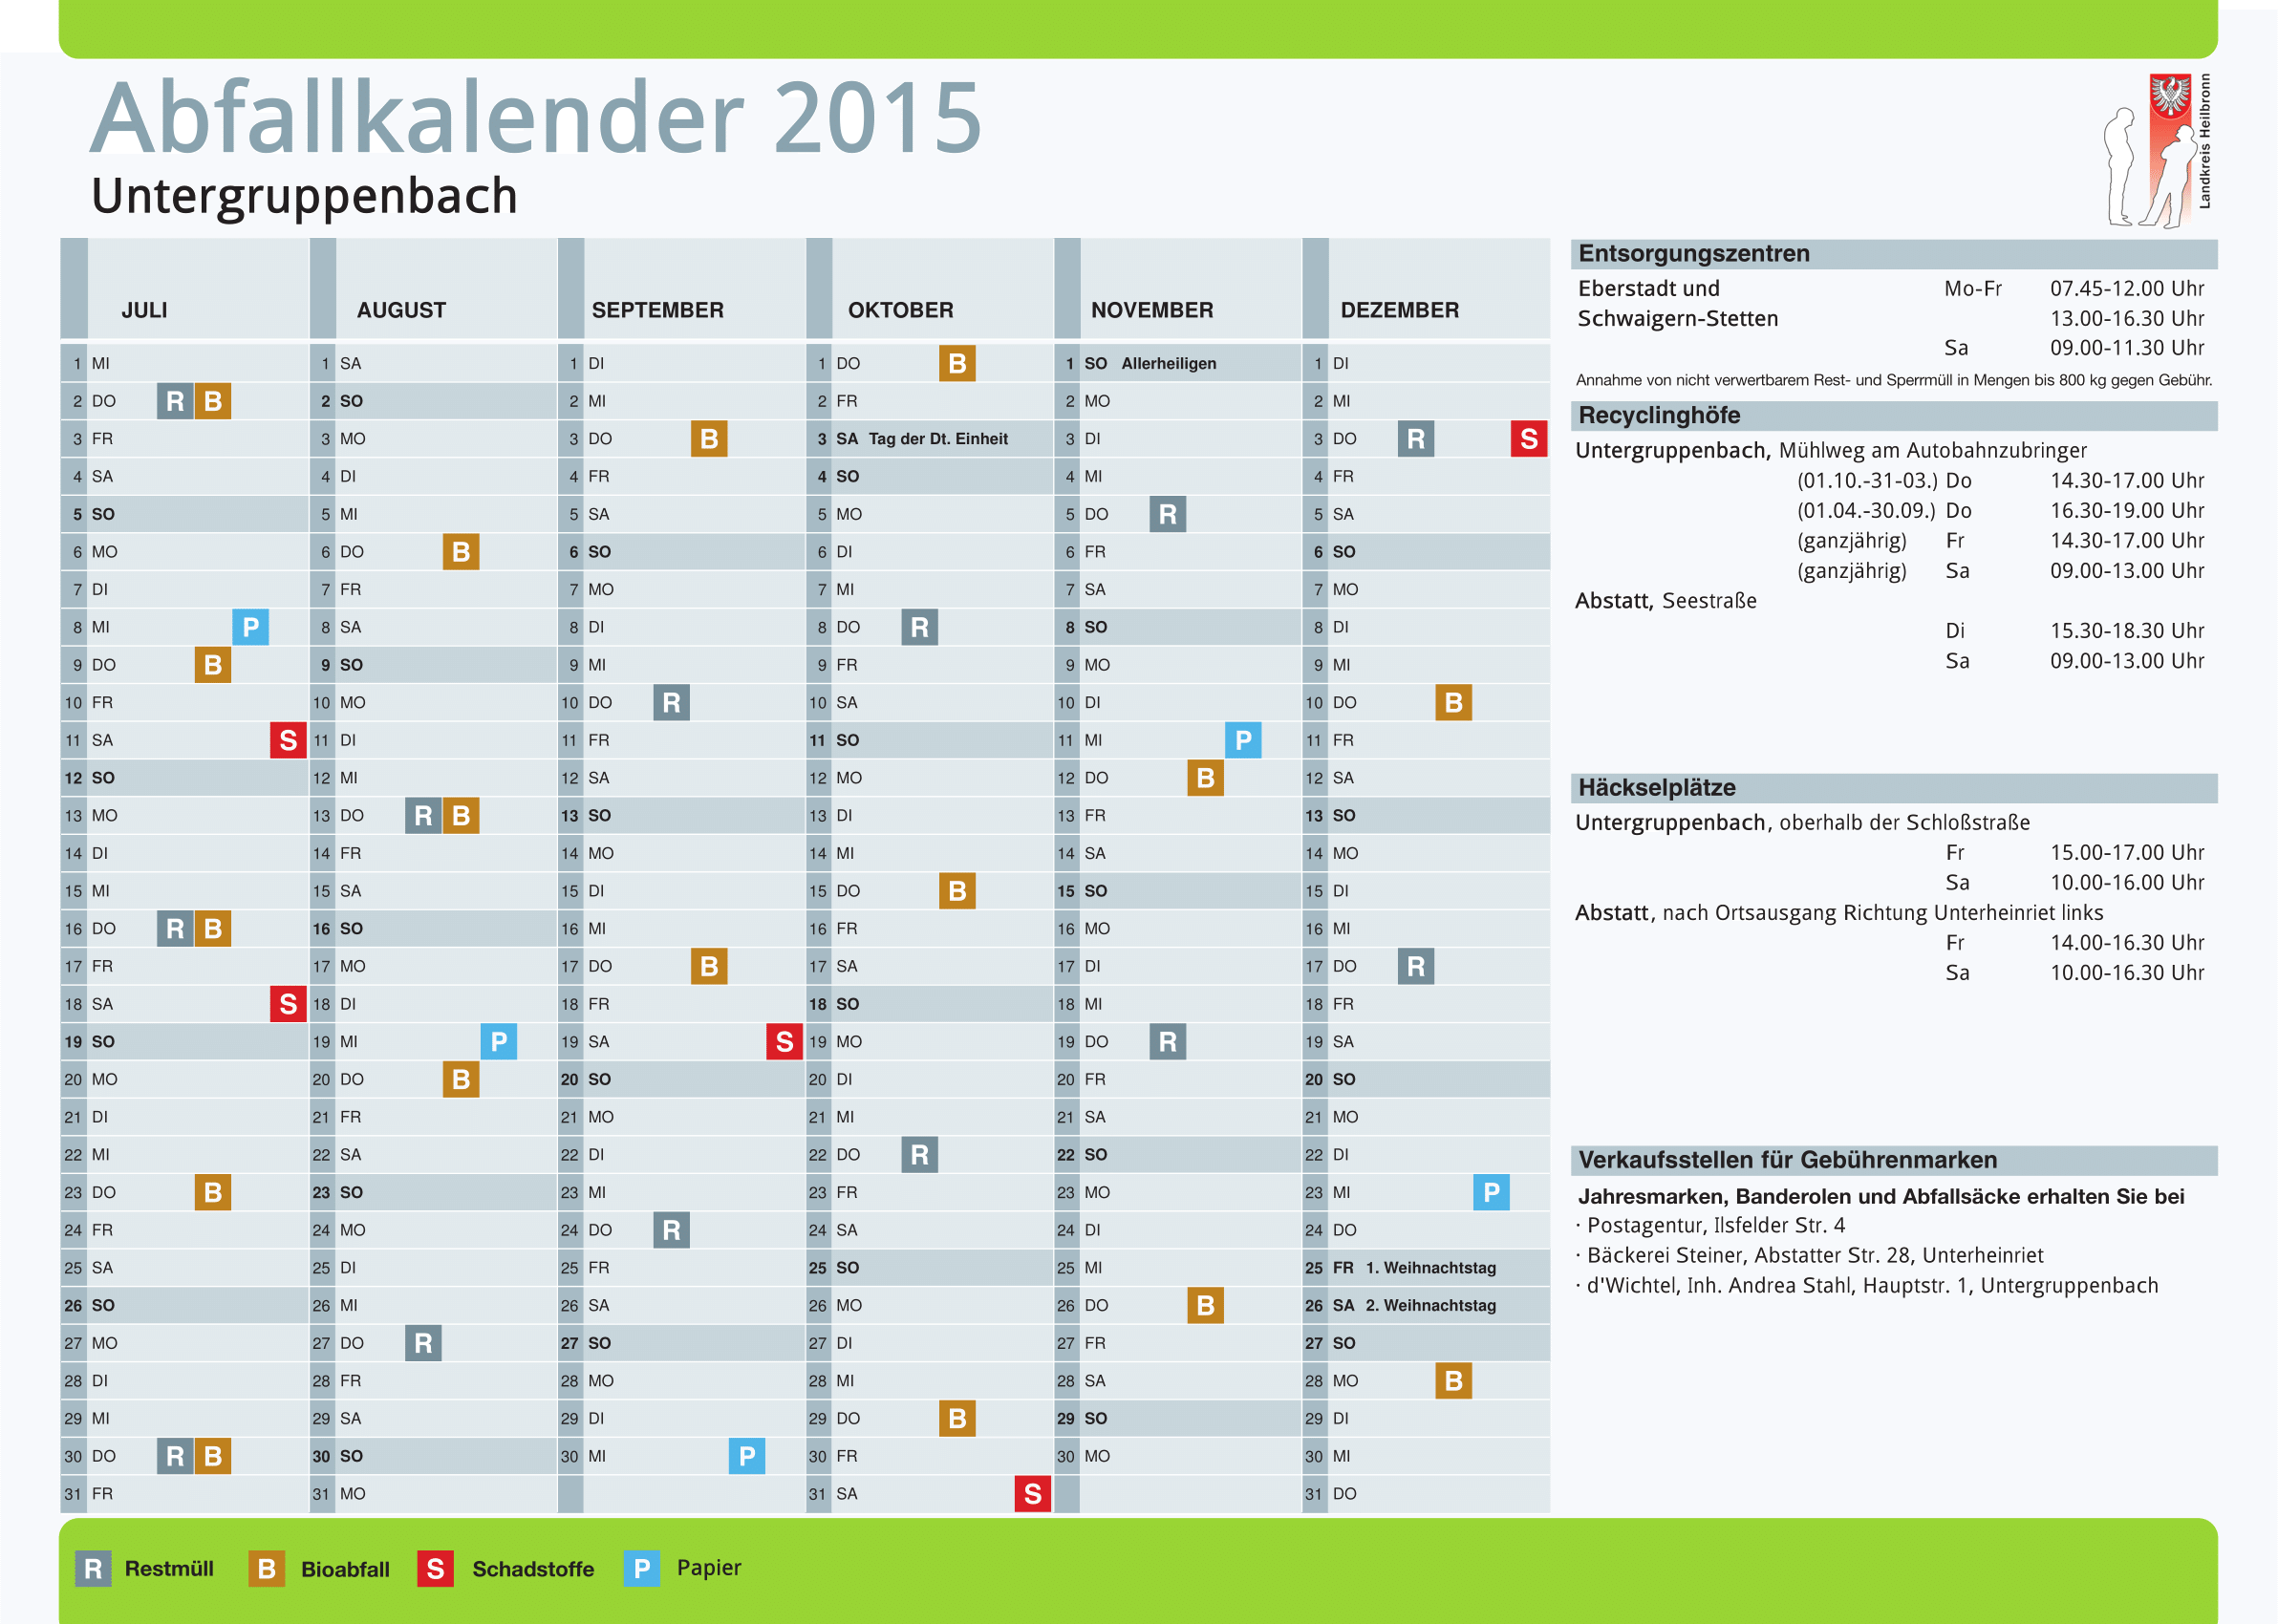 Abfallkalender 2015
Untergruppenbach
Landkreis Heilbronn
JULI AUGUST SEPTEMBER OKTOBER NOVEMBER DEZEMBER
1 MI 1 SA 1 DI 1 DO B 1 SO Allerheiligen 1 DI
2 DO R B 2 SO 2 MI 2 FR 2 MO 2 MI
3 FR 3 MO 3 DO B 3 SA Tag der Dt. Einheit 3 DI 3 DO R S
4 SA 4 DI 4 FR 4 SO 4 MI 4 FR
5 SO 5 MI 5 SA 5 MO 5 DO R 5 SA
6 MO 6 DO B 6 SO 6 DI 6 FR 6 SO
7 DI 7 FR 7 MO 7 MI 7 SA 7 MO
8 MI P 8 SA 8 DI 8 DO R 8 SO 8 DI
9 DO B 9 SO 9 MI 9 FR 9 MO 9 MI
10 FR 10 MO 10 DO R 10 SA 10 DI 10 DO B
11 SA S 11 DI 11 FR 11 SO 11 MI P 11 FR
12 SO 12 MI 12 SA 12 MO 12 DO B 12 SA
13 MO 13 DO R B 13 SO 13 DI 13 FR 13 SO
14 DI 14 FR 14 MO 14 MI 14 SA 14 MO
15 MI 15 SA 15 DI 15 DO B 15 SO 15 DI
16 DO R B 16 SO 16 MI 16 FR 16 MO 16 MI
17 FR 17 MO 17 DO B 17 SA 17 DI 17 DO R
18 SA S 18 DI 18 FR 18 SO 18 MI 18 FR
19 SO 19 MI P 19 SA S 19 MO 19 DO R 19 SA
20 MO 20 DO B 20 SO 20 DI 20 FR 20 SO
21 DI 21 FR 21 MO 21 MI 21 SA 21 MO
22 MI 22 SA 22 DI 22 DO R 22 SO 22 DI
23 DO B 23 SO 23 MI 23 FR 23 MO 23 MI P
24 FR 24 MO 24 DO R 24 SA 24 DI 24 DO
25 SA 25 DI 25 FR 25 SO 25 MI 25 FR 1. Weihnachtstag
26 SO 26 MI 26 SA 26 MO 26 DO B 26 SA 2. Weihnachtstag
27 MO 27 DO R 27 SO 27 DI 27 FR 27 SO
28 DI 28 FR 28 MO 28 MI 28 SA 28 MO B
29 MI 29 SA 29 DI 29 DO B 29 SO 29 DI
30 DO R B 30 SO 30 MI P 30 FR 30 MO 30 MI
31 FR 31 MO 31 SA S 31 DO
Entsorgungszentren
Eberstadt und Mo-Fr 07.45-12.00 Uhr
Schwaigern-Stetten 13.00-16.30 Uhr
Sa 09.00-11.30 Uhr
Annahme von nicht verwertbarem Rest- und Sperrmüll in Mengen bis 800 kg gegen Gebühr.
Recyclinghöfe
Untergruppenbach, Mühlweg am Autobahnzubringer
(01.10.-31-03.) Do 14.30-17.00 Uhr
(01.04.-30.09.) Do 16.30-19.00 Uhr
(ganzjährig) Fr 14.30-17.00 Uhr
(ganzjährig) Sa 09.00-13.00 Uhr
Abstatt, Seestraße
Di 15.30-18.30 Uhr
Sa 09.00-13.00 Uhr
Häckselplätze
Untergruppenbach, oberhalb der Schloßstraße
Fr 15.00-17.00 Uhr
Sa 10.00-16.00 Uhr
Abstatt, nach Ortsausgang Richtung Unterheinriet links
Fr 14.00-16.30 Uhr
Sa 10.00-16.30 Uhr
Verkaufsstellen für Gebührenmarken
Jahresmarken, Banderolen und Abfallsäcke erhalten Sie bei
· Postagentur, Ilsfelder Str. 4
· Bäckerei Steiner, Abstatter Str. 28, Unterheinriet
· d'Wichtel, Inh. Andrea Stahl, Hauptstr. 1, Untergruppenbach
R Restmüll B Bioabfall S Schadstoffe P Papier